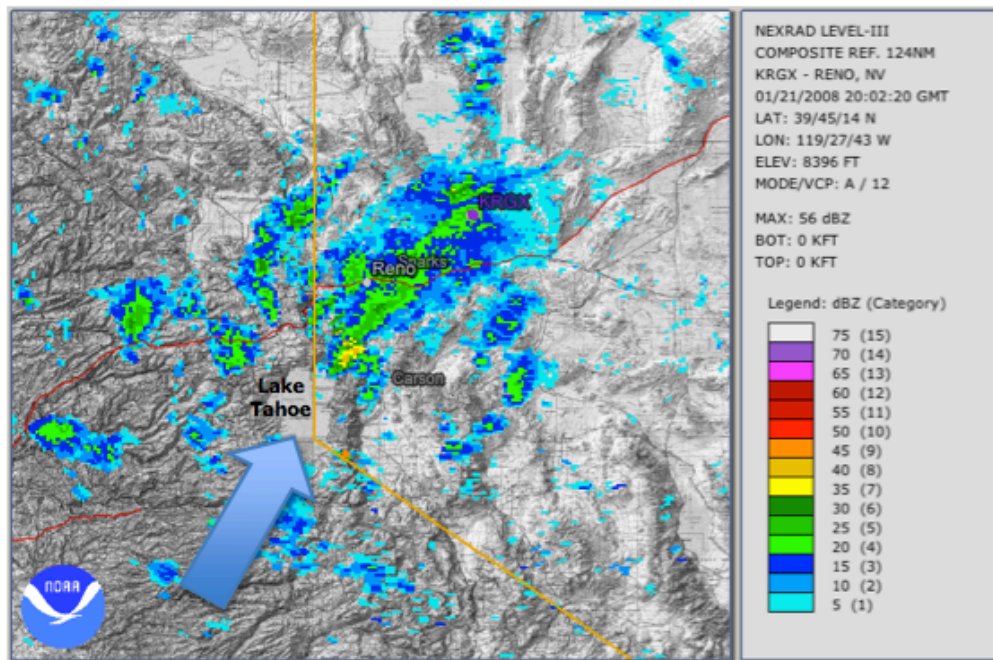 KRGX
Sparks
Reno
Carson
Lake
Tahoe
NOAA
NEXRAD LEVEL-III
COMPOSITE REF. 124NM
KRGX - RENO, NV
01/21/2008 20:02:20 GMT
LAT: 39/45/14 N
LON: 119/27/43 W
ELEV: 8396 FT
MODE/VCP: A / 12
MAX: 56 dBZ
BOT: 0 KFT
TOP: 0 KFT
Legend: dBZ (Category)
75 (15)
70 (14)
65 (13)
60 (12)
55 (11)
50 (10)
45 (9)
40 (8)
35 (7)
30 (6)
25 (5)
20 (4)
15 (3)
10 (2)
5 (1)